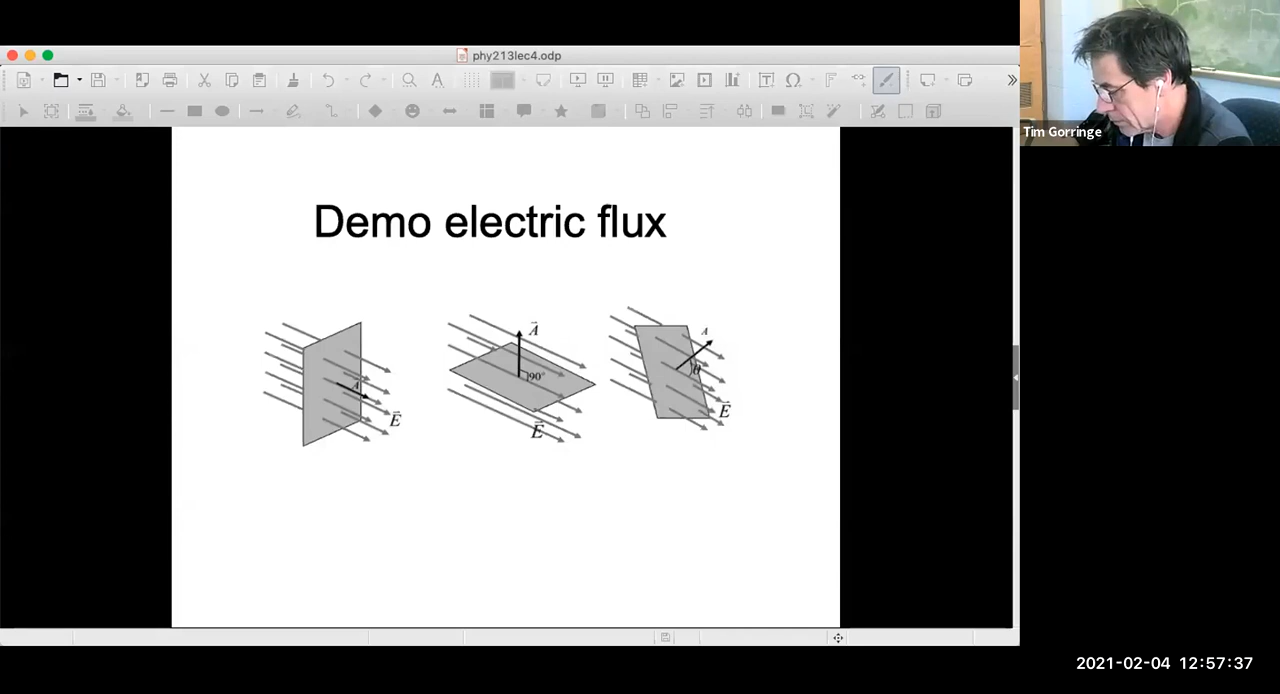 phy213lec4.odp
Tim Gorringe
Demo electric flux
A
E
A
90°
E
A
θ
E
2021-02-04 12:57:37